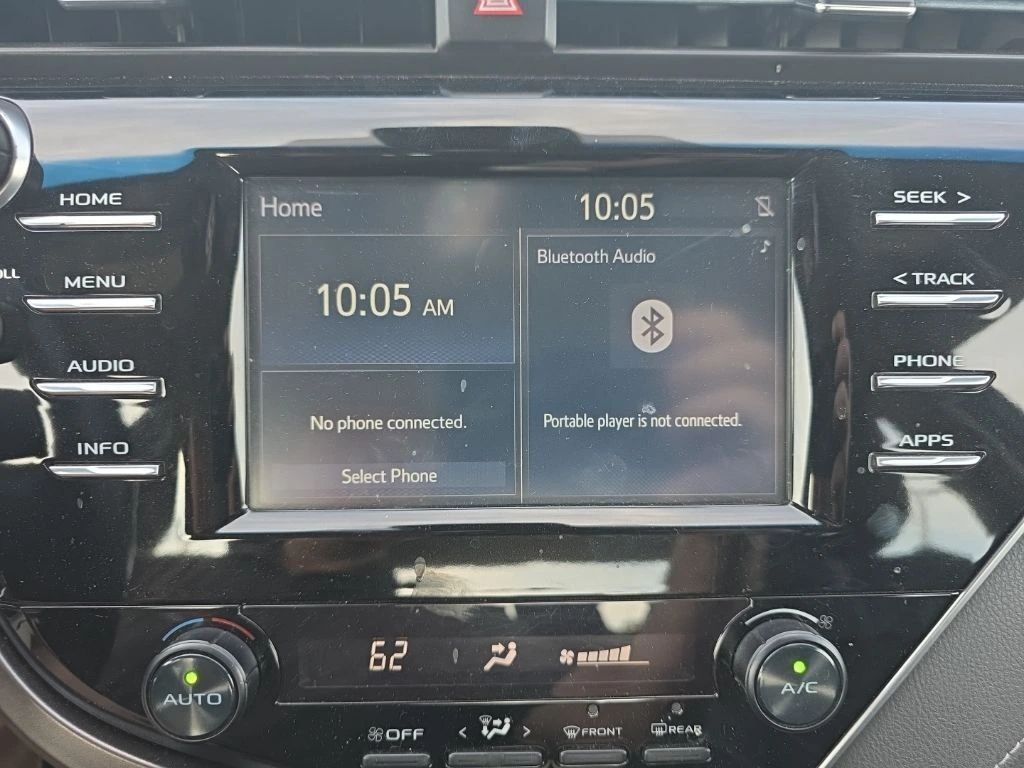 Home 10:05
HOME
SEEK >
Bluetooth Audio
OLL
MENU
< TRACK
10:05 AM
AUDIO
PHONE
No phone connected.
Portable player is not connected.
INFO
APPS
Select Phone
62
AUTO
A/C
OFF
< >
FRONT
REAR